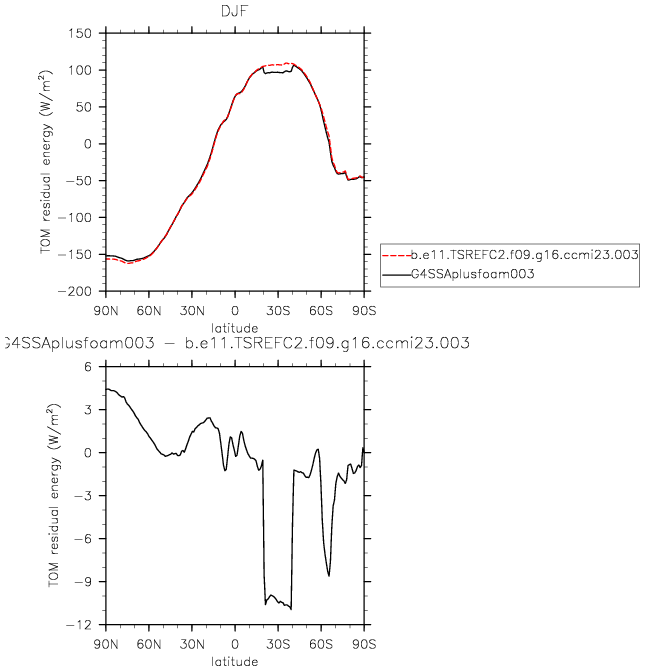 DJF
150
100
50
0
−50
−100
−150
−200
TOM residual energy (W/m²)
90N 60N 30N 0 30S 60S 90S
latitude
b.e11.TSREFC2.f09.g16.ccmi23.003
G4SSAplusfoam003
G4SSAplusfoam003 − b.e11.TSREFC2.f09.g16.ccmi23.003
6
3
0
−3
−6
−9
−12
TOM residual energy (W/m²)
90N 60N 30N 0 30S 60S 90S
latitude